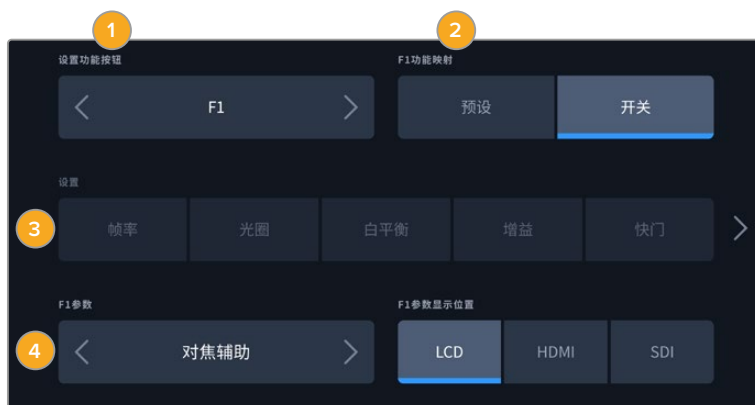 1 2
设置功能按钮 F1功能映射
F1 预设 开关
设置
3 帧率 光圈 白平衡 增益 快门
F1参数 F1参数显示位置
4 对焦辅助 LCD HDMI SDI